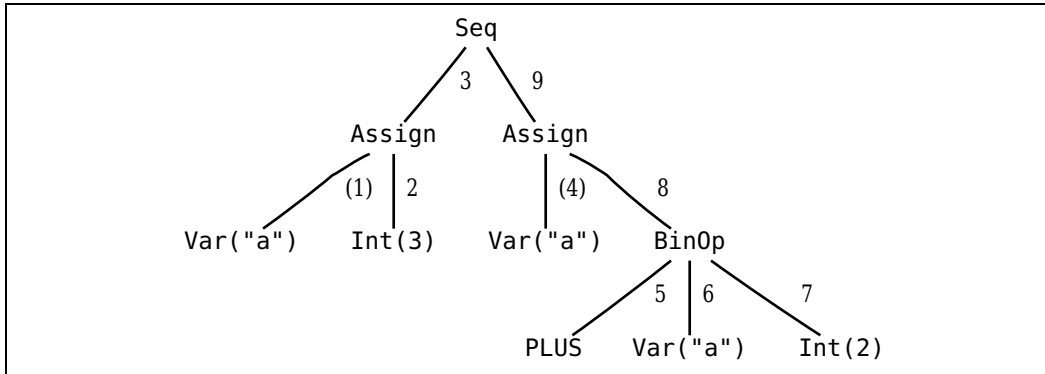 Seq
3 9
Assign Assign
(1) 2 (4) 8
Var("a") Int(3) Var("a") BinOp
5 6 7
PLUS Var("a") Int(2)